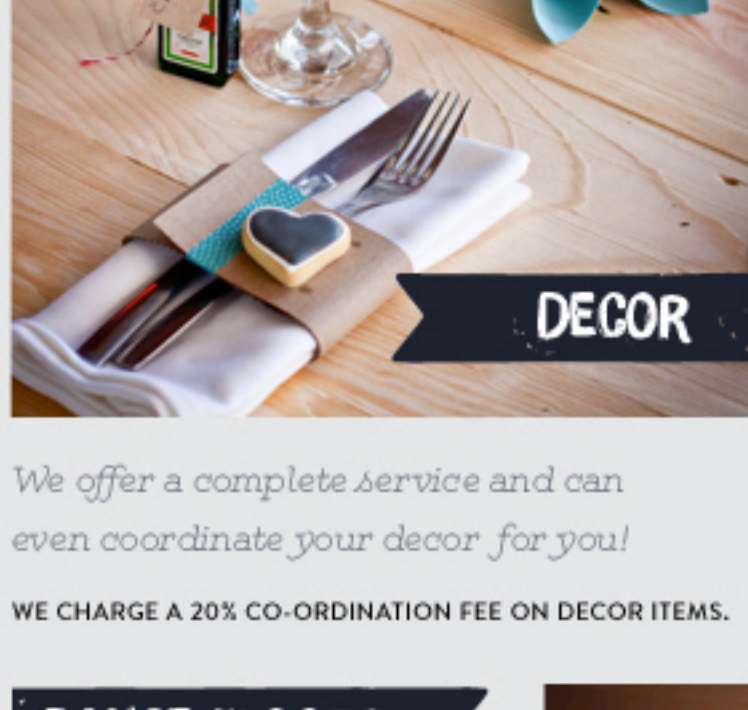 DECOR
We offer a complete service and can
even coordinate your decor for you!
WE CHARGE A 20% CO-ORDINATION FEE ON DECOR ITEMS.